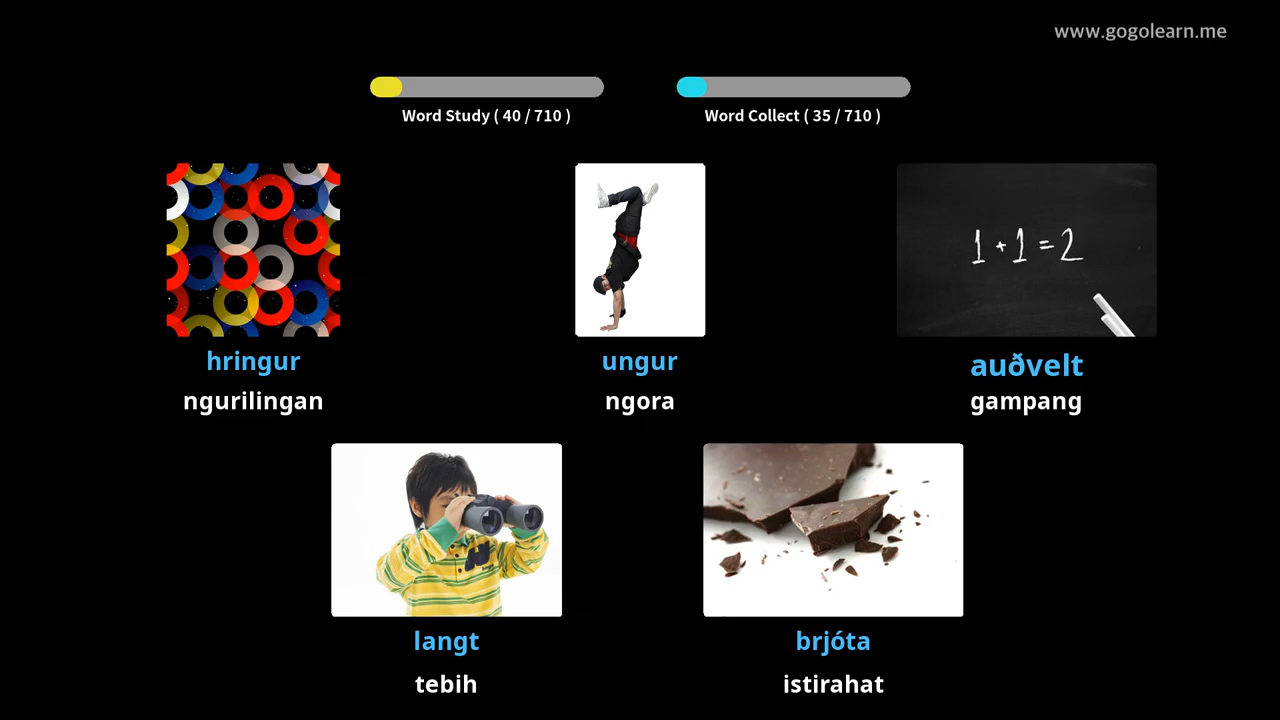 www.gogolearn.me
Word Study ( 40 / 710 )
Word Collect ( 35 / 710 )
1 + 1 = 2
hringur
ngurilingan
ungur
ngora
auðvelt
gampang
langt
tebih
brjóta
istirahat